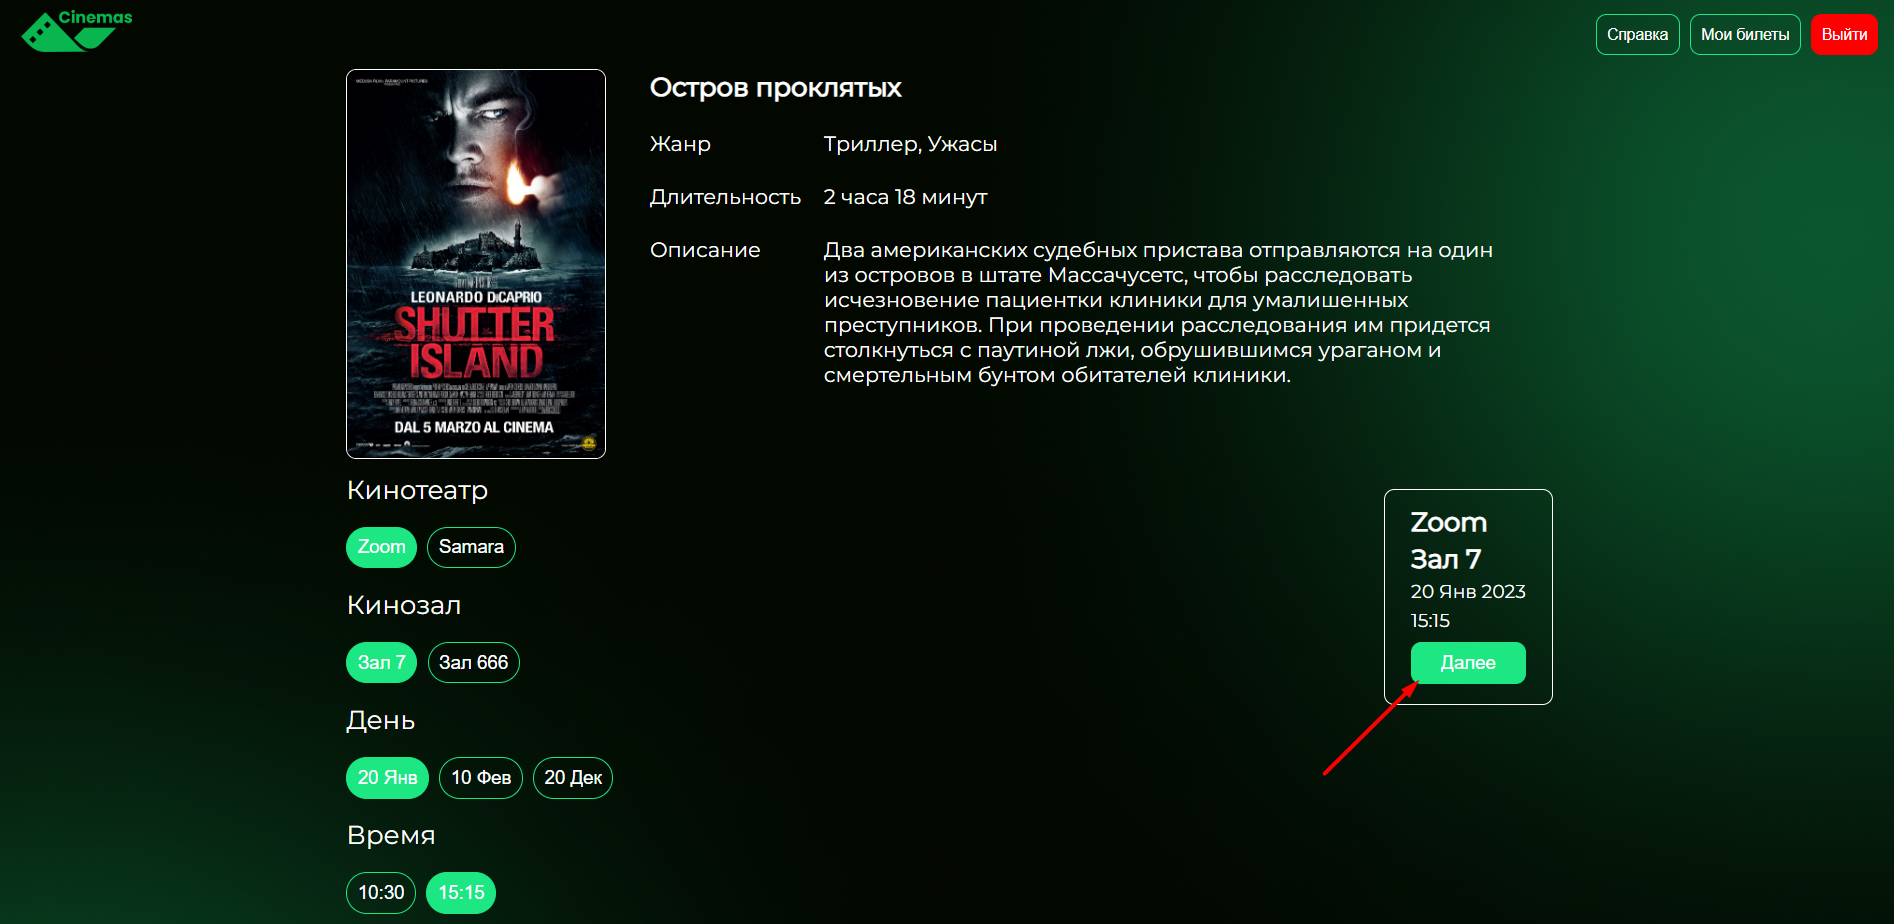 Cinemas
Справка
Мои билеты
Выйти
MEDUSA FILM PARAMOUNT PICTURES
LEONARDO DiCAPRIO
SHUTTER
ISLAND
DAL 5 MARZO AL CINEMA
Остров проклятых
Жанр
Триллер, Ужасы
Длительность
2 часа 18 минут
Описание
Два американских судебных пристава отправляются на один
из островов в штате Массачусетс, чтобы расследовать
исчезновение пациентки клиники для умалишенных
преступников. При проведении расследования им придется
столкнуться с паутиной лжи, обрушившимся ураганом и
смертельным бунтом обитателей клиники.
Кинотеатр
Zoom
Samara
Кинозал
Зал 7
Зал 666
День
20 Янв
10 Фев
20 Дек
Время
10:30
15:15
Zoom
Зал 7
20 Янв 2023
15:15
Далее